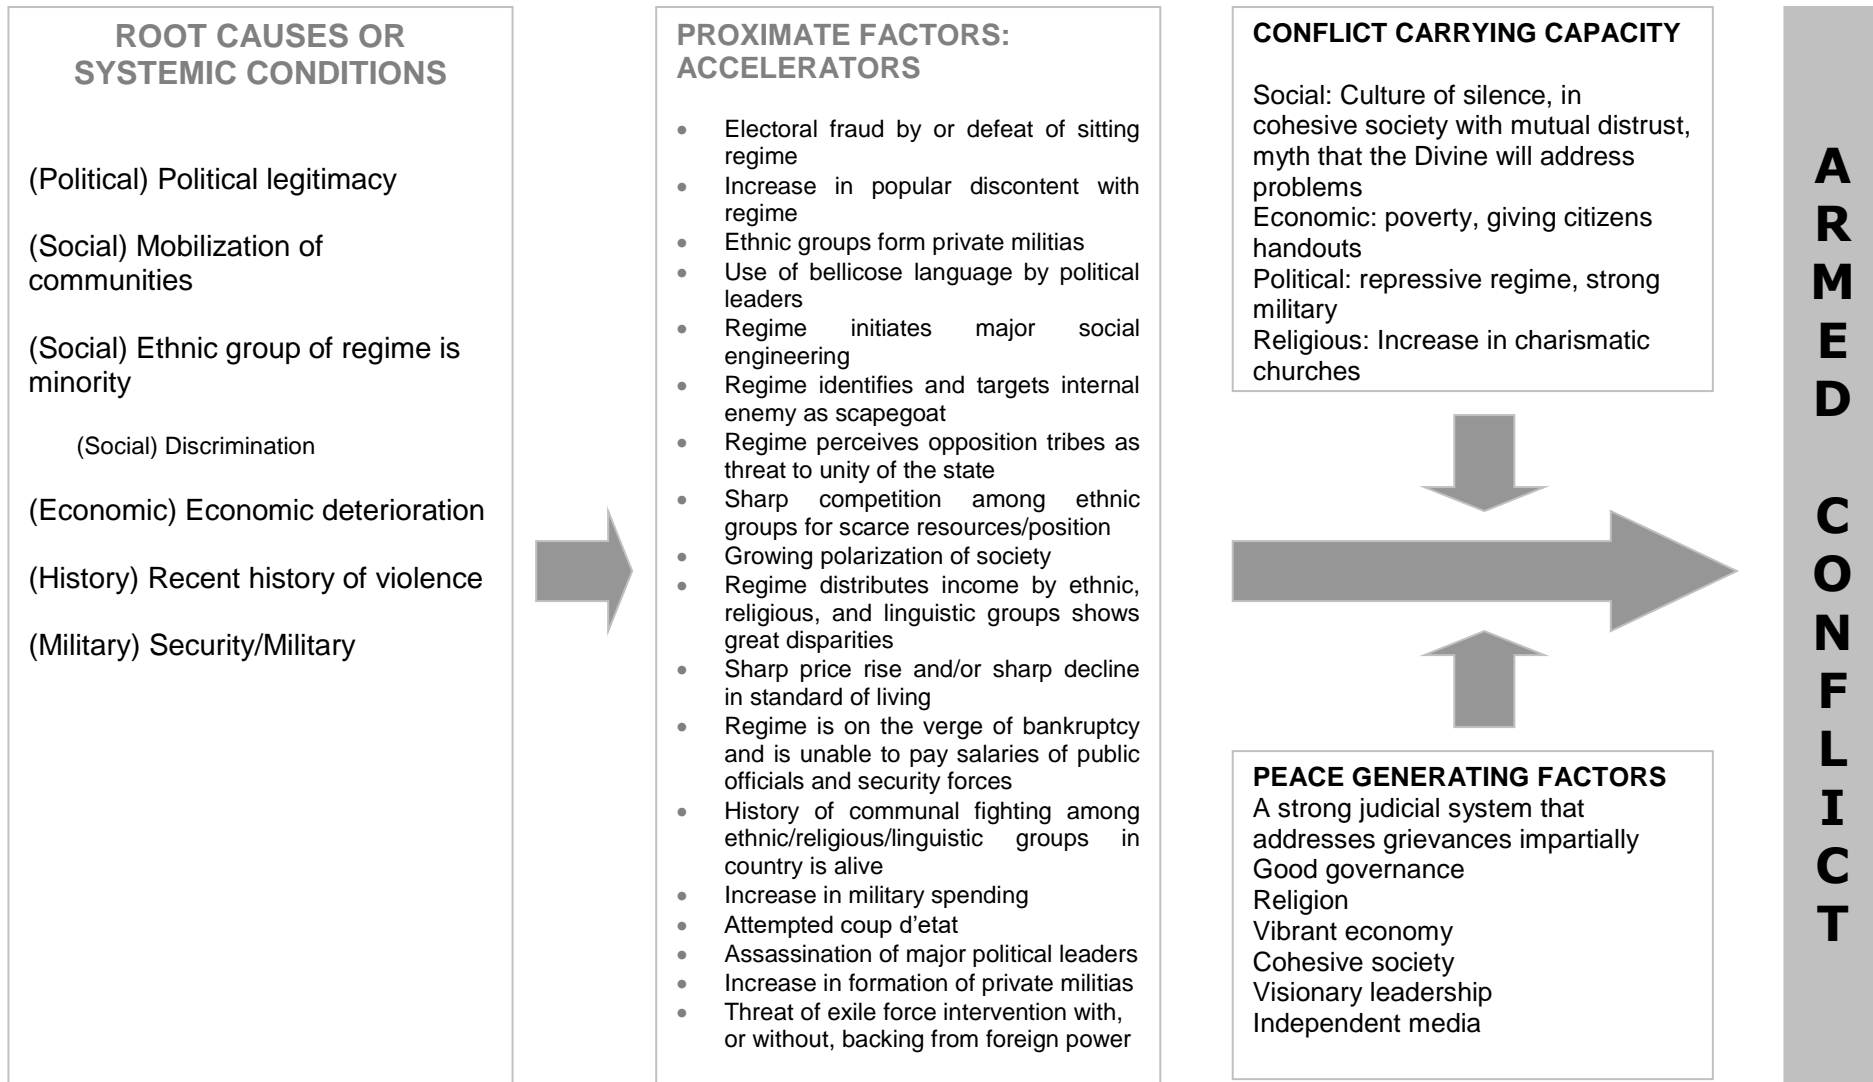 ROOT CAUSES OR
SYSTEMIC CONDITIONS
(Political) Political legitimacy
(Social) Mobilization of
communities
(Social) Ethnic group of regime is
minority
(Social) Discrimination
(Economic) Economic deterioration
(History) Recent history of violence
(Military) Security/Military
PROXIMATE FACTORS:
ACCELERATORS
• Electoral fraud by or defeat of sitting
regime
• Increase in popular discontent with
regime
• Ethnic groups form private militias
• Use of bellicose language by political
leaders
• Regime initiates major social
engineering
• Regime identifies and targets internal
enemy as scapegoat
• Regime perceives opposition tribes as
threat to unity of the state
• Sharp competition among ethnic
groups for scarce resources/position
• Growing polarization of society
• Regime distributes income by ethnic,
religious, and linguistic groups shows
great disparities
• Sharp price rise and/or sharp decline
in standard of living
• Regime is on the verge of bankruptcy
and is unable to pay salaries of public
officials and security forces
• History of communal fighting among
ethnic/religious/linguistic groups in
country is alive
• Increase in military spending
• Attempted coup d’etat
• Assassination of major political leaders
• Increase in formation of private militias
• Threat of exile force intervention with,
or without, backing from foreign power
CONFLICT CARRYING CAPACITY
Social: Culture of silence, in
cohesive society with mutual distrust,
myth that the Divine will address
problems
Economic: poverty, giving citizens
handouts
Political: repressive regime, strong
military
Religious: Increase in charismatic
churches
PEACE GENERATING FACTORS
A strong judicial system that
addresses grievances impartially
Good governance
Religion
Vibrant economy
Cohesive society
Visionary leadership
Independent media
ARMED CONFLICT